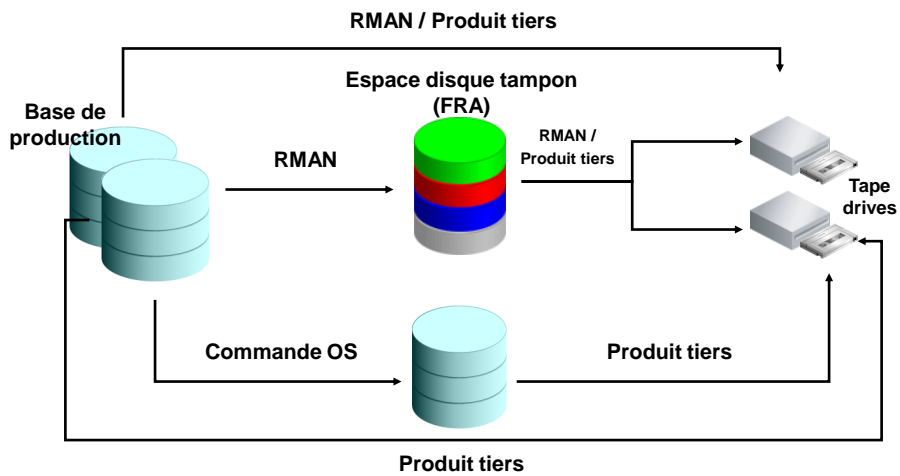 RMAN / Produit tiers
Espace disque tampon
(FRA)
Base de
production
RMAN
RMAN /
Produit tiers
Tape
drives
Commande OS
Produit tiers
Produit tiers